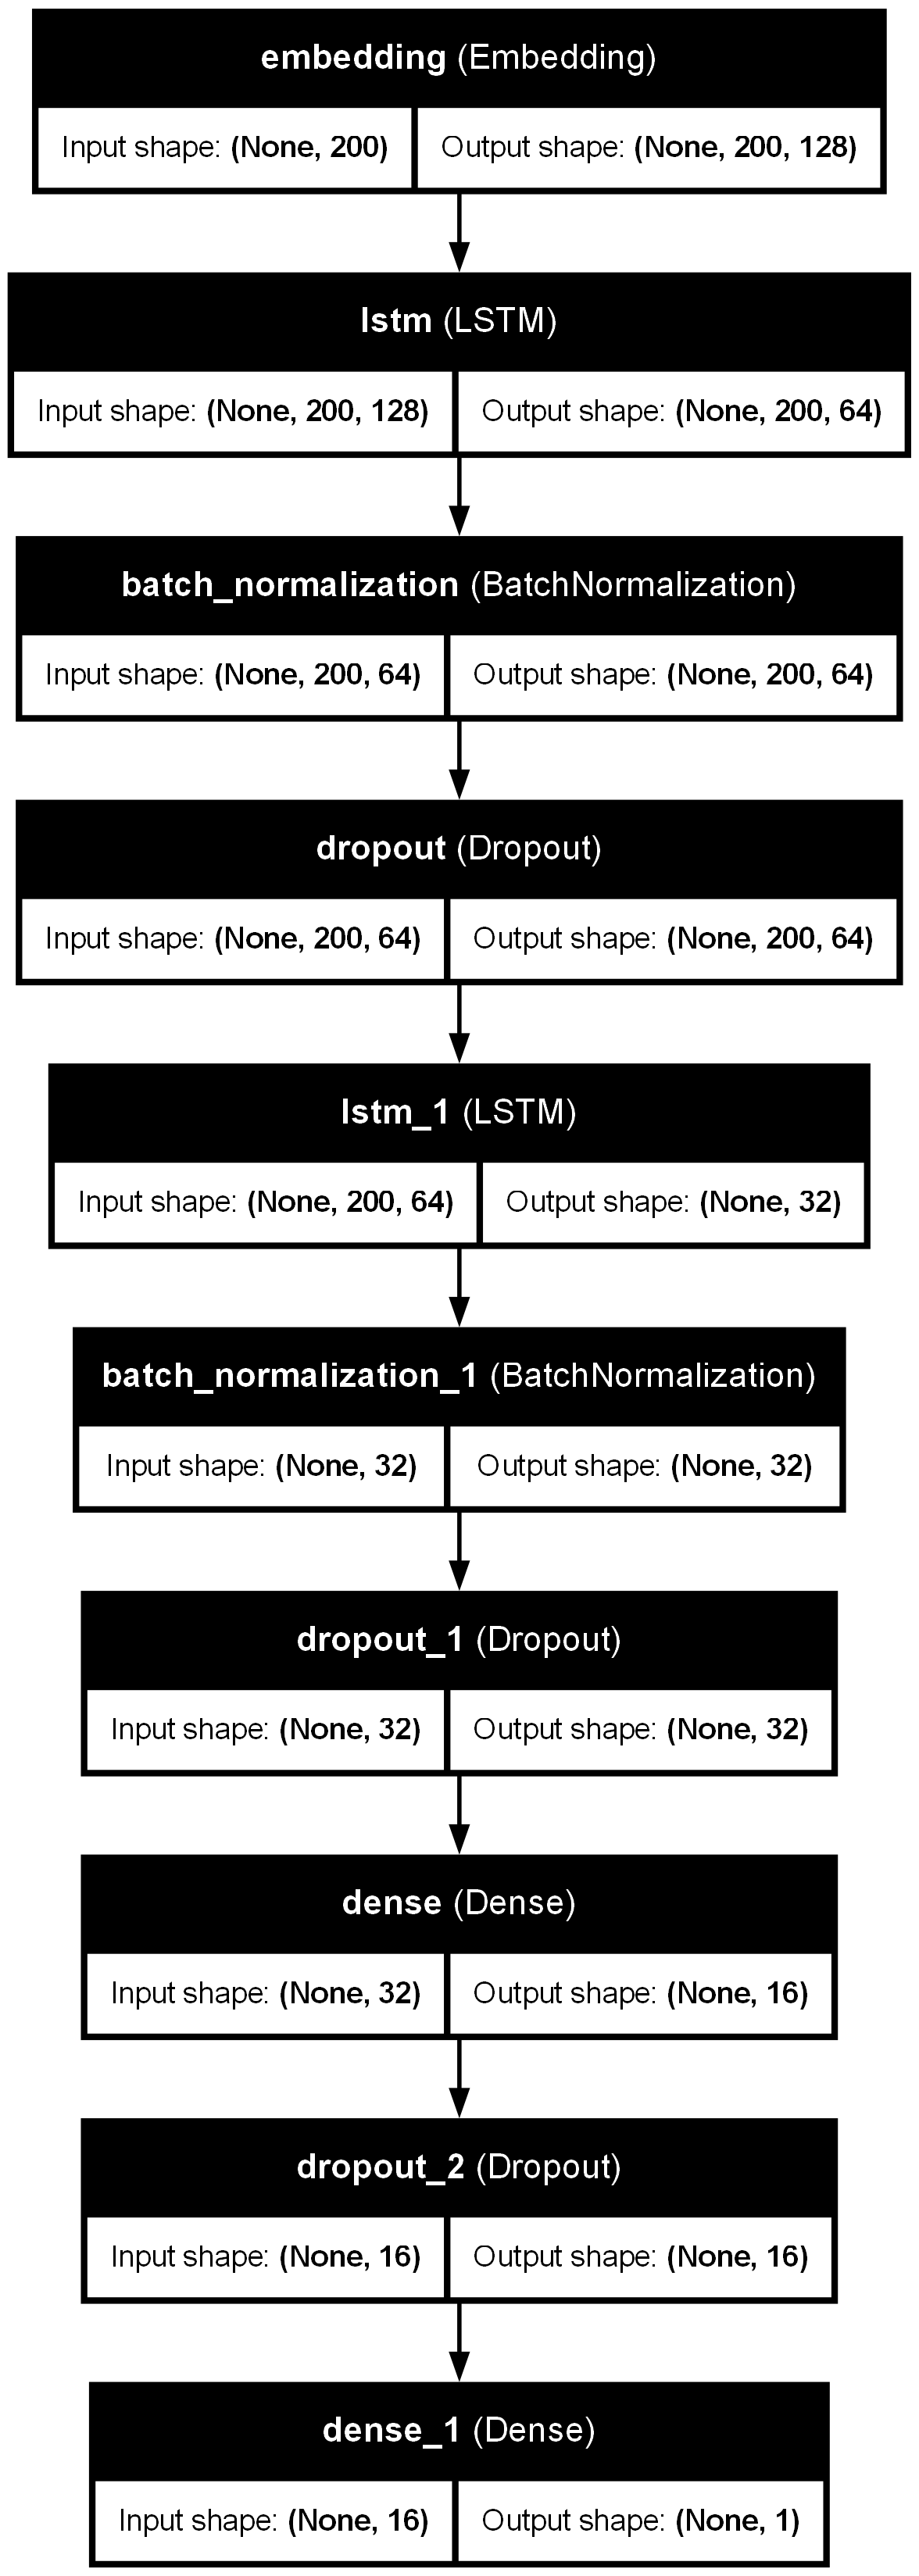 embedding (Embedding)
Input shape: (None, 200) Output shape: (None, 200, 128)
lstm (LSTM)
Input shape: (None, 200, 128) Output shape: (None, 200, 64)
batch_normalization (BatchNormalization)
Input shape: (None, 200, 64) Output shape: (None, 200, 64)
dropout (Dropout)
Input shape: (None, 200, 64) Output shape: (None, 200, 64)
lstm_1 (LSTM)
Input shape: (None, 200, 64) Output shape: (None, 32)
batch_normalization_1 (BatchNormalization)
Input shape: (None, 32) Output shape: (None, 32)
dropout_1 (Dropout)
Input shape: (None, 32) Output shape: (None, 32)
dense (Dense)
Input shape: (None, 32) Output shape: (None, 16)
dropout_2 (Dropout)
Input shape: (None, 16) Output shape: (None, 16)
dense_1 (Dense)
Input shape: (None, 16) Output shape: (None, 1)